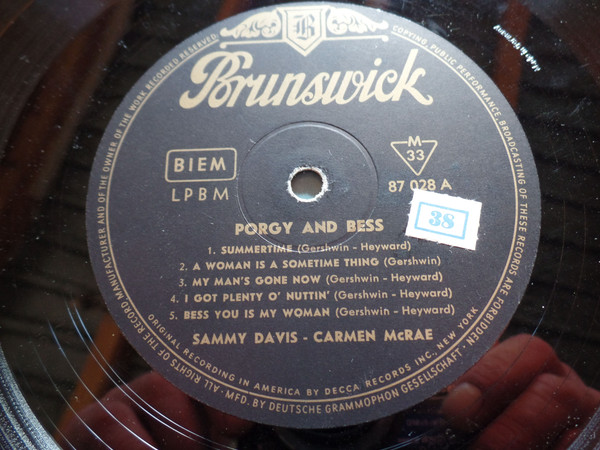 B
Brunswick
BIEM
LPBM
M
33
87 028 A
38
PORGY AND BESS
1. SUMMERTIME (Gershwin - Heyward)
2. A WOMAN IS A SOMETIME THING (Gershwin)
3. MY MAN'S GONE NOW (Gershwin - Heyward)
4. I GOT PLENTY O' NUTTIN' (Gershwin - Heyward)
5. BESS YOU IS MY WOMAN (Gershwin - Heyward)
SAMMY DAVIS - CARMEN McRAE
ORIGINAL RECORDING IN AMERICA BY DECCA RECORDS INC. NEW YORK
ALL RIGHTS OF THE RECORD MANUFACTURER AND OF THE OWNER OF THE WORK RECORDED RESERVED.
COPYING, PUBLIC PERFORMANCE, BROADCASTING OF THESE RECORDS ARE FORBIDDEN.
MFD. BY DEUTSCHE GRAMMOPHON GESELLSCHAFT
Made in Germany